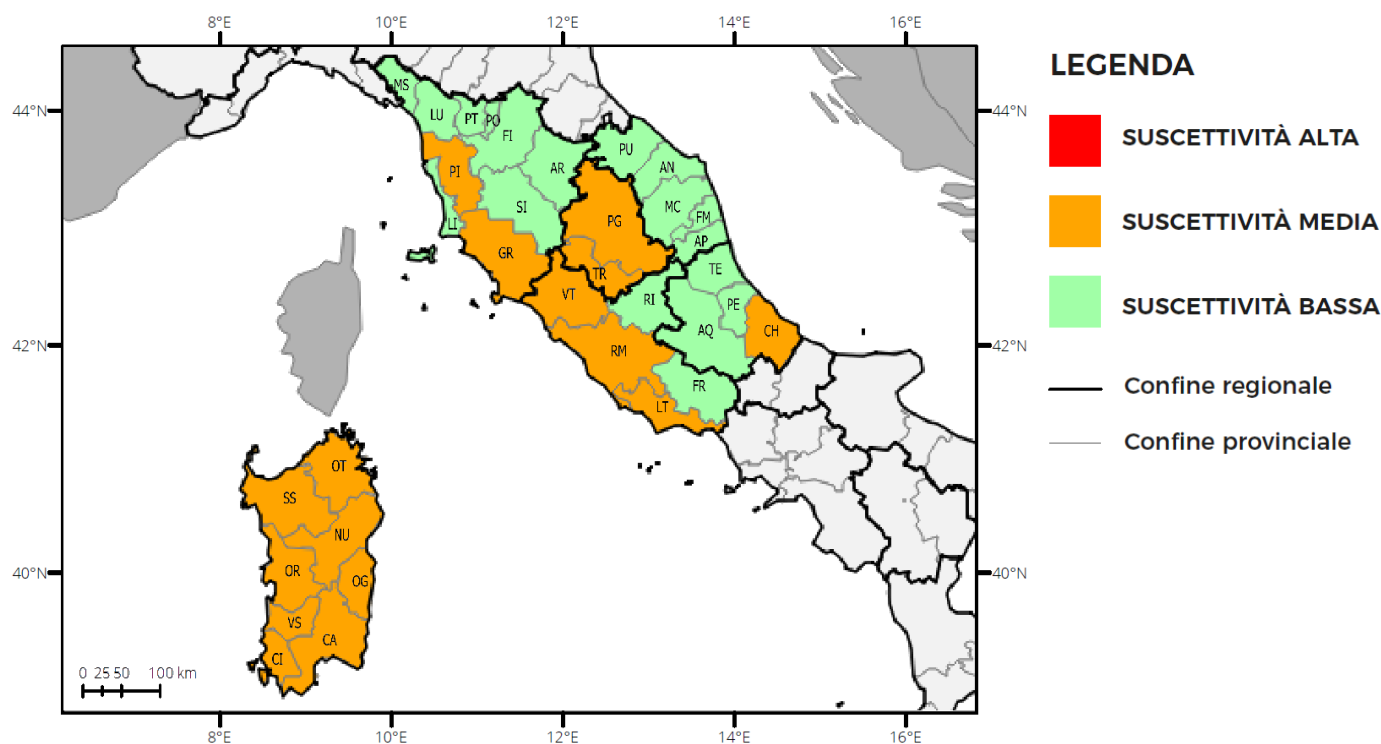 8°E 10°E 12°E 14°E 16°E
44°N 44°N
42°N 42°N
40°N 40°N
MS
LU PT PO
FI
PU
AN
AR
PI
SI
MC
FM
LI
PG
AP
GR
TE
TR
VT
RI
PE
AQ
CH
RM
FR
LT
OT
SS
NU
OR
OG
VS
CA
CI
0 25 50 100 km
8°E 10°E 12°E 14°E 16°E
LEGENDA
SUSCETTIVITÀ ALTA
SUSCETTIVITÀ MEDIA
SUSCETTIVITÀ BASSA
Confine regionale
Confine provinciale